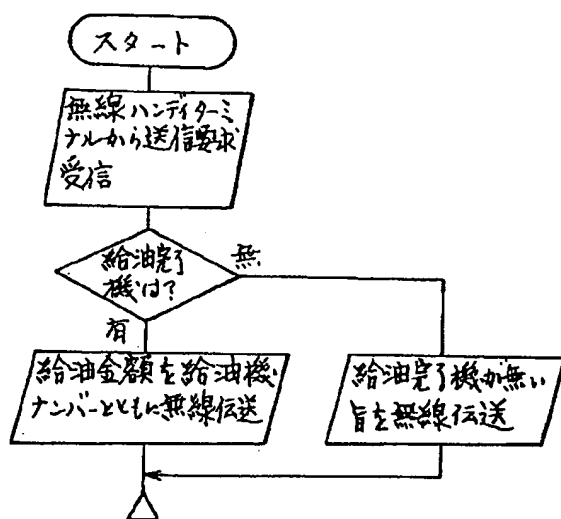 スタート
無線ハンディターミ
ナルから送信要求
受信
給油完了
機は?
無
有
給油金額を給油機
ナンバーとともに無線伝送
給油完了機が無い
旨を無線伝送